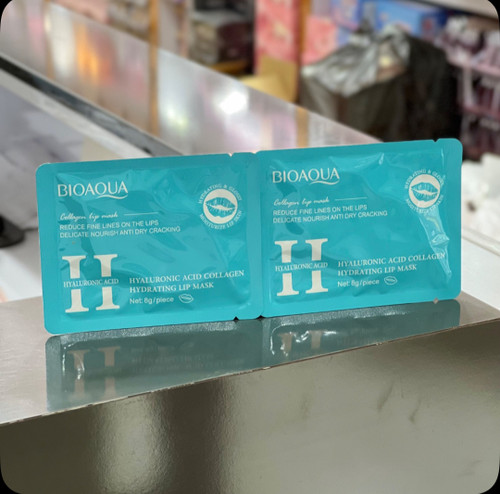 BIOAQUA
Collagen lip mask
REDUCE FINE LINES ON THE LIPS
DELICATE NOURISH ANTI DRY CRACKING
H
HYALURONIC ACID
HYALURONIC ACID COLLAGEN
HYDRATING LIP MASK
Net: 8g/piece
BIOAQUA
Collagen lip mask
REDUCE FINE LINES ON THE LIPS
DELICATE NOURISH ANTI DRY CRACKING
H
HYALURONIC ACID
HYALURONIC ACID COLLAGEN
HYDRATING LIP MASK
Net: 8g/piece